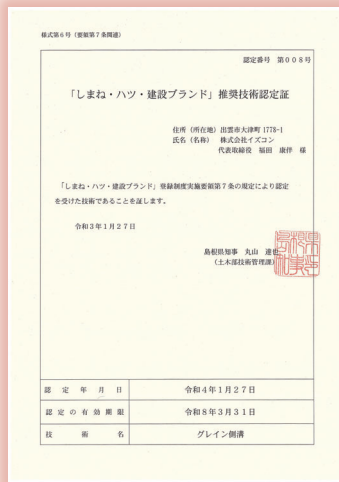 様式第6号(要領第7条関連)
認定番号 第008号
「しまね・ハツ・建設ブランド」推奨技術認定証
住所(所在地)出雲市大津町1778-1
氏名(名称) 株式会社イズコン
代表取締役 福田 康伴 様
「しまね・ハツ・建設ブランド」登録制度実施要領第7条の規定により認定
を受けた技術であることを証します。
令和3年1月27日
島根県知事 丸山 達也
(土木部技術管理課)
認定年月日 令和4年1月27日
認定の有効期限 令和8年3月31日
技術名 グレイン側溝